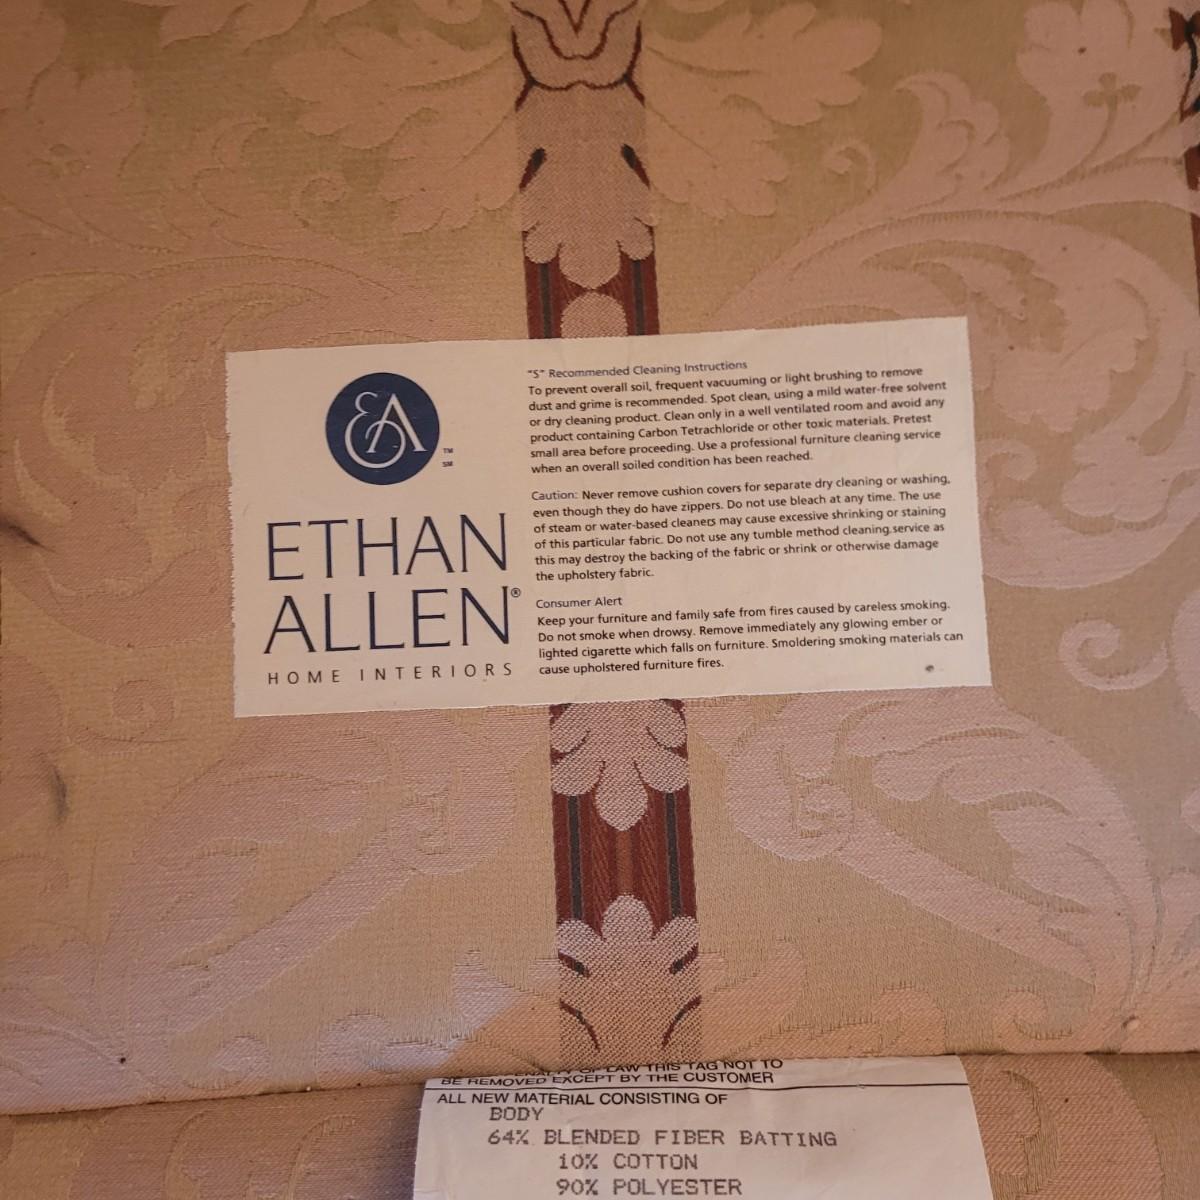 EA
TM
SM
ETHAN
ALLEN®
HOME INTERIORS
"S" Recommended Cleaning Instructions
To prevent overall soil, frequent vacuuming or light brushing to remove
dust and grime is recommended. Spot clean, using a mild water-free solvent
or dry cleaning product. Clean only in a well ventilated room and avoid any
product containing Carbon Tetrachloride or other toxic materials. Pretest
small area before proceeding. Use a professional furniture cleaning service
when an overall soiled condition has been reached.
Caution: Never remove cushion covers for separate dry cleaning or washing,
even though they do have zippers. Do not use bleach at any time. The use
of steam or water-based cleaners may cause excessive shrinking or staining
of this particular fabric. Do not use any tumble method cleaning service as
this may destroy the backing of the fabric or shrink or otherwise damage
the upholstery fabric.
Consumer Alert
Keep your furniture and family safe from fires caused by careless smoking.
Do not smoke when drowsy. Remove immediately any glowing ember or
lighted cigarette which falls on furniture. Smoldering smoking materials can
cause upholstered furniture fires.
OF LAW THIS TAG NOT TO
BE REMOVED EXCEPT BY THE CUSTOMER
ALL NEW MATERIAL CONSISTING OF
BODY
64% BLENDED FIBER BATTING
10% COTTON
90% POLYESTER